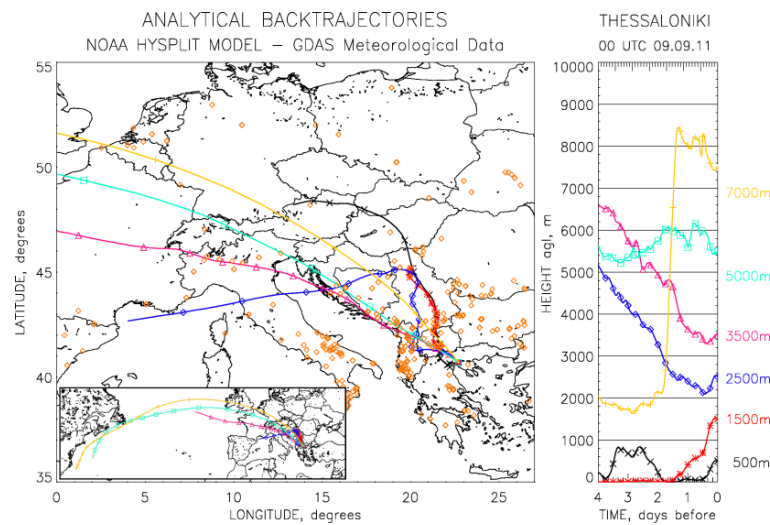 ANALYTICAL BACKTRAJECTORIES
NOAA HYSPLIT MODEL – GDAS Meteorological Data
THESSALONIKI
00 UTC 09.09.11
LATITUDE, degrees
55
50
45
40
35
0
5
10
15
20
25
LONGITUDE, degrees
HEIGHT agl, m
10000
9000
8000
7000
6000
5000
4000
3000
2000
1000
0
7000m
5000m
3500m
2500m
1500m
500m
4
3
2
1
0
TIME, days before